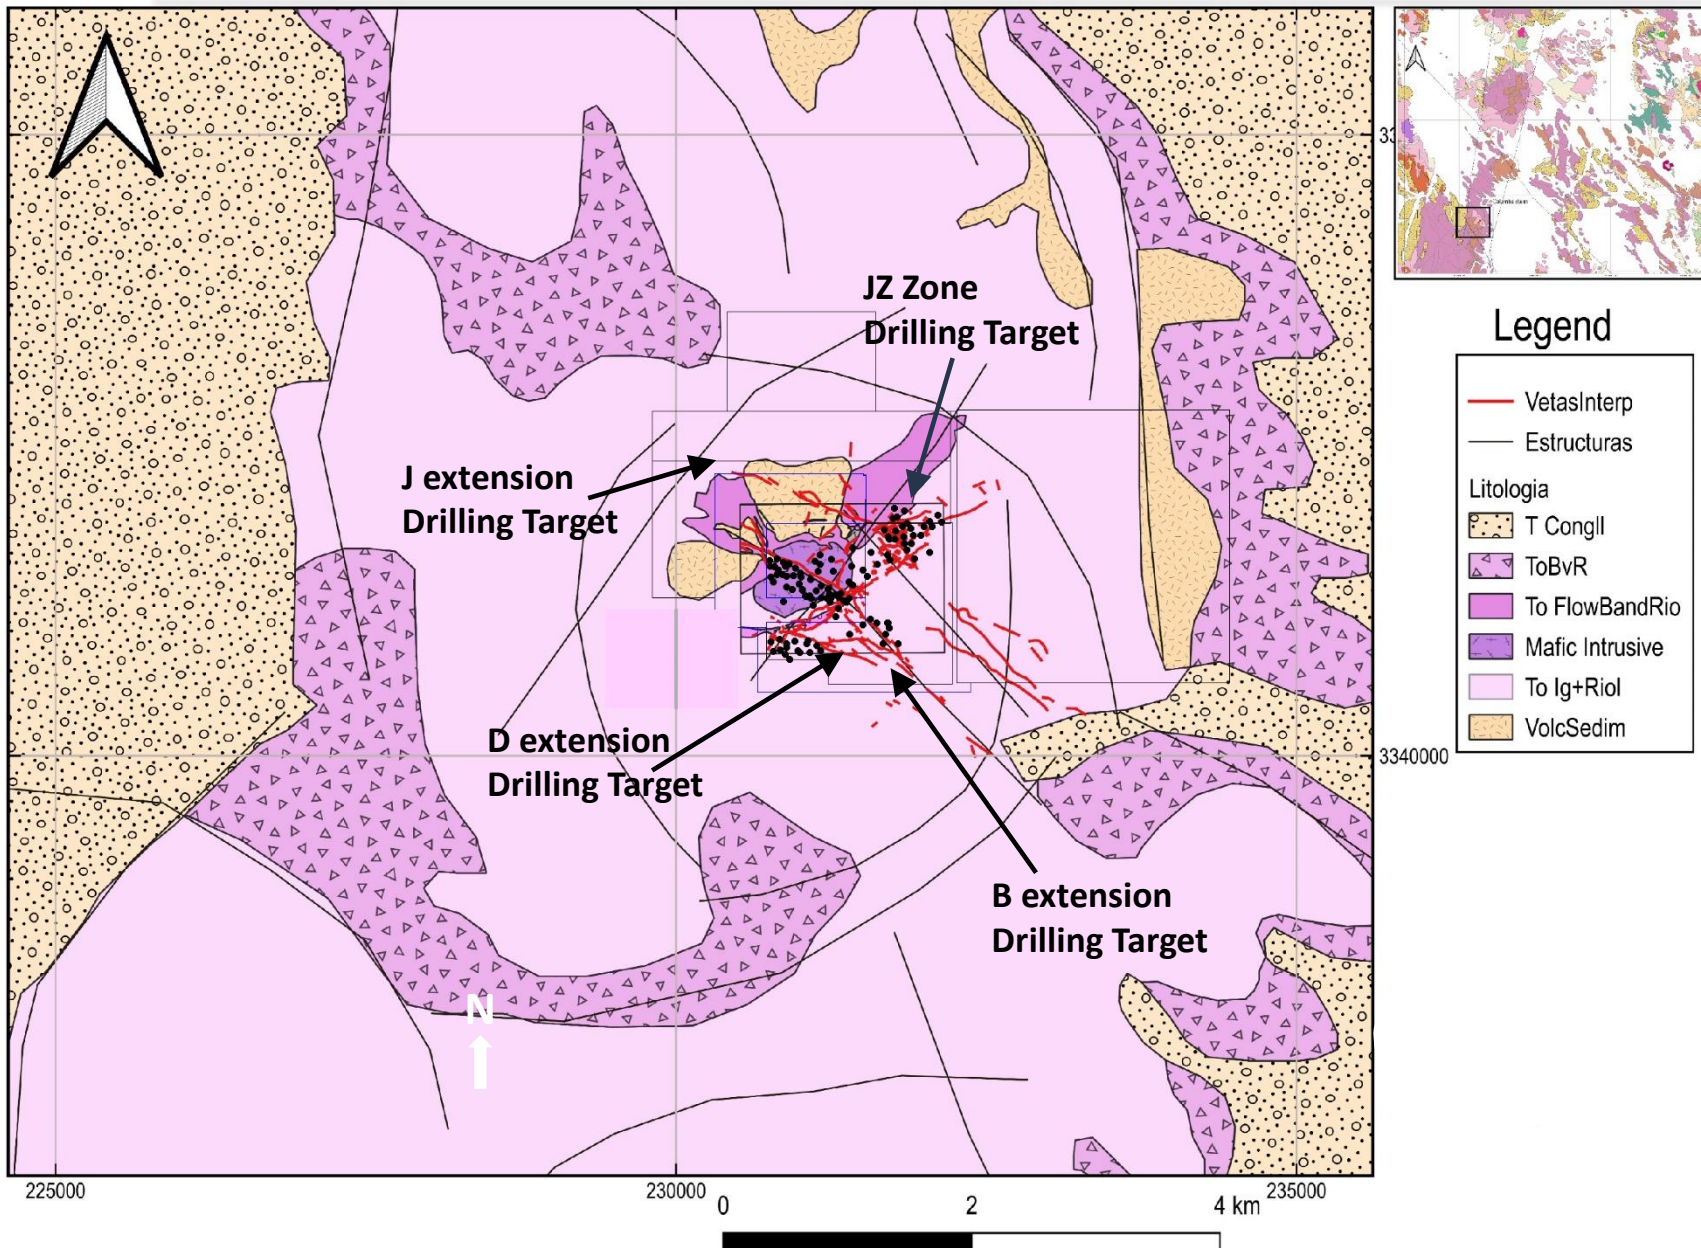 JZ Zone
Drilling Target
J extension
Drilling Target
D extension
Drilling Target
B extension
Drilling Target
N
225000
230000
235000
3340000
0
2
4 km
Legend
VetasInterp
Estructuras
Litologia
T Congll
ToBvR
To FlowBandRio
Mafic Intrusive
To Ig+Riol
VolcSedim